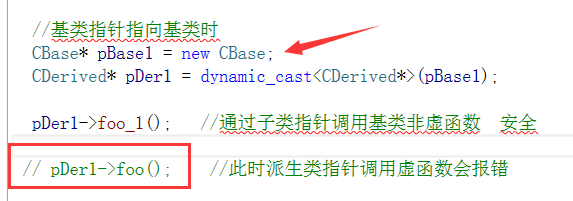 //基类指针指向基类时
CBase* pBase1 = new CBase;
CDerived* pDer1 = dynamic_cast<CDerived*>(pBase1);
pDer1->foo_1(); //通过子类指针调用基类非虚函数 安全
// pDer1->foo(); //此时派生类指针调用虚函数会报错